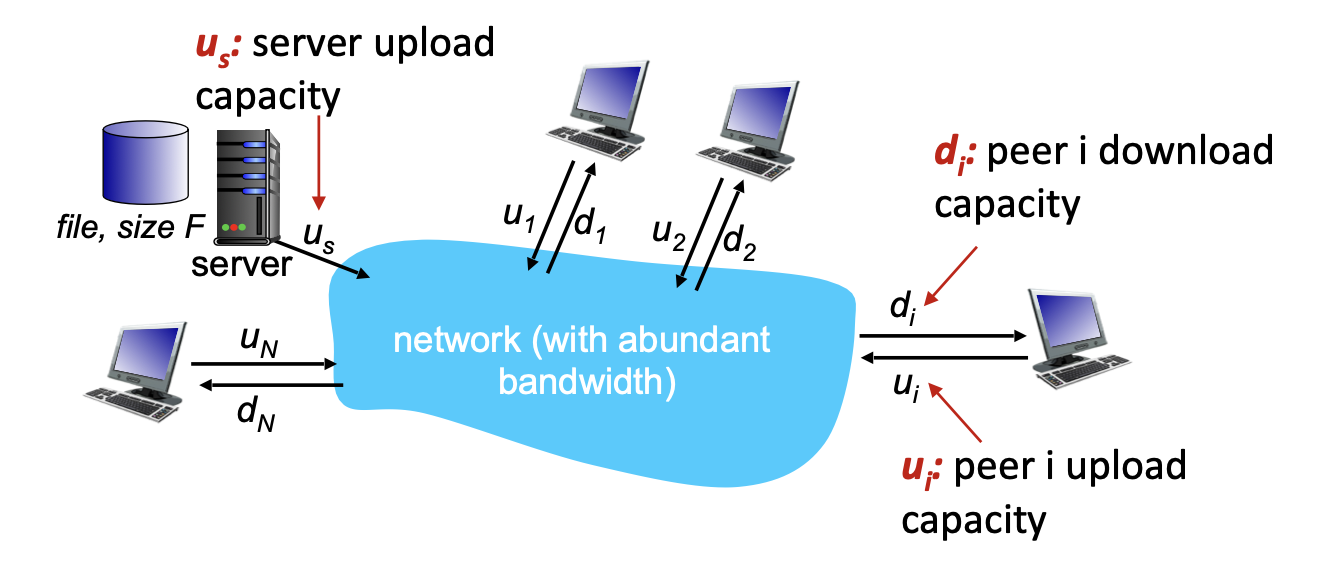 u_s: server upload
capacity
file, size F
server
u_s
u_1
d_1
u_2
d_2
d_i: peer i download
capacity
d_i
u_i
u_N
d_N
network (with abundant
bandwidth)
u_i: peer i upload
capacity